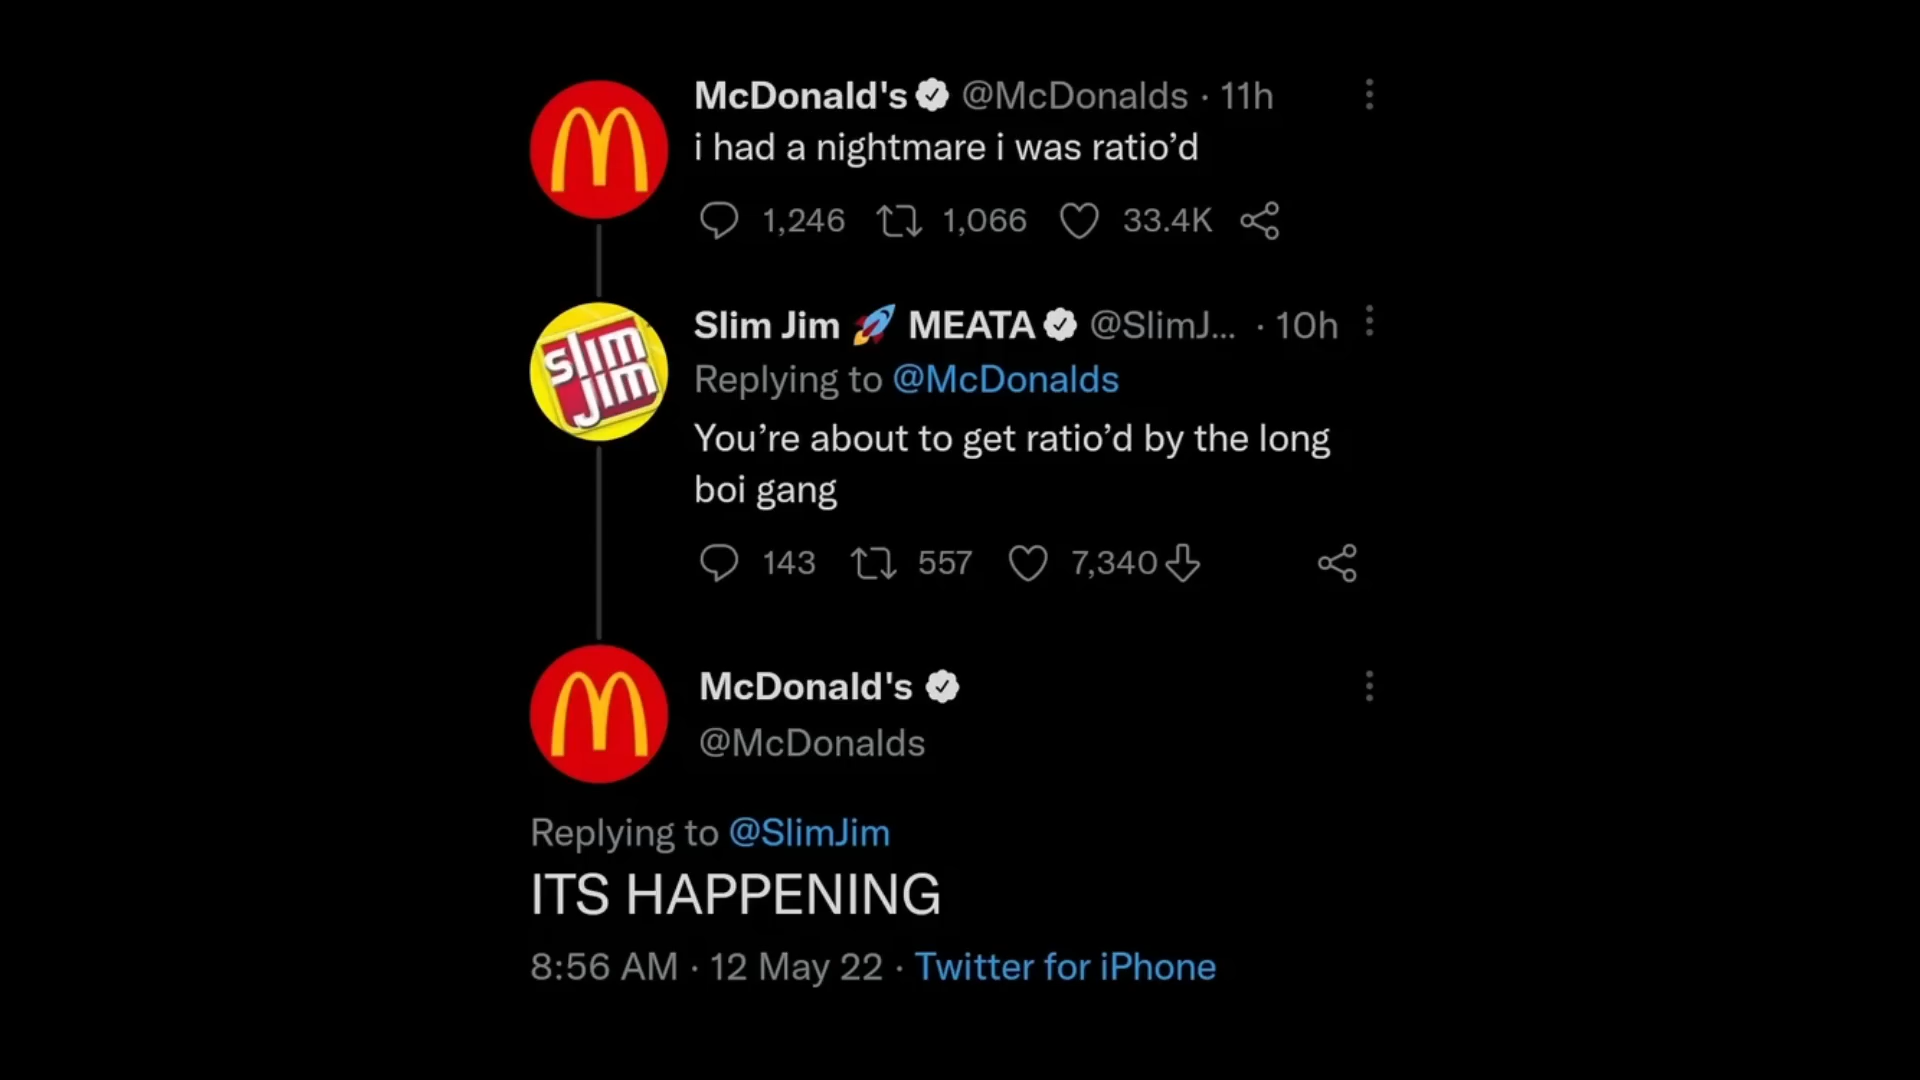 McDonald's @McDonalds · 11h
i had a nightmare i was ratio’d
1,246 1,066 33.4K
slim
jim
Slim Jim 🚀 MEATA @SlimJ... · 10h
Replying to @McDonalds
You’re about to get ratio’d by the long
boi gang
143 557 7,340
McDonald's
@McDonalds
Replying to @SlimJim
ITS HAPPENING
8:56 AM · 12 May 22 · Twitter for iPhone